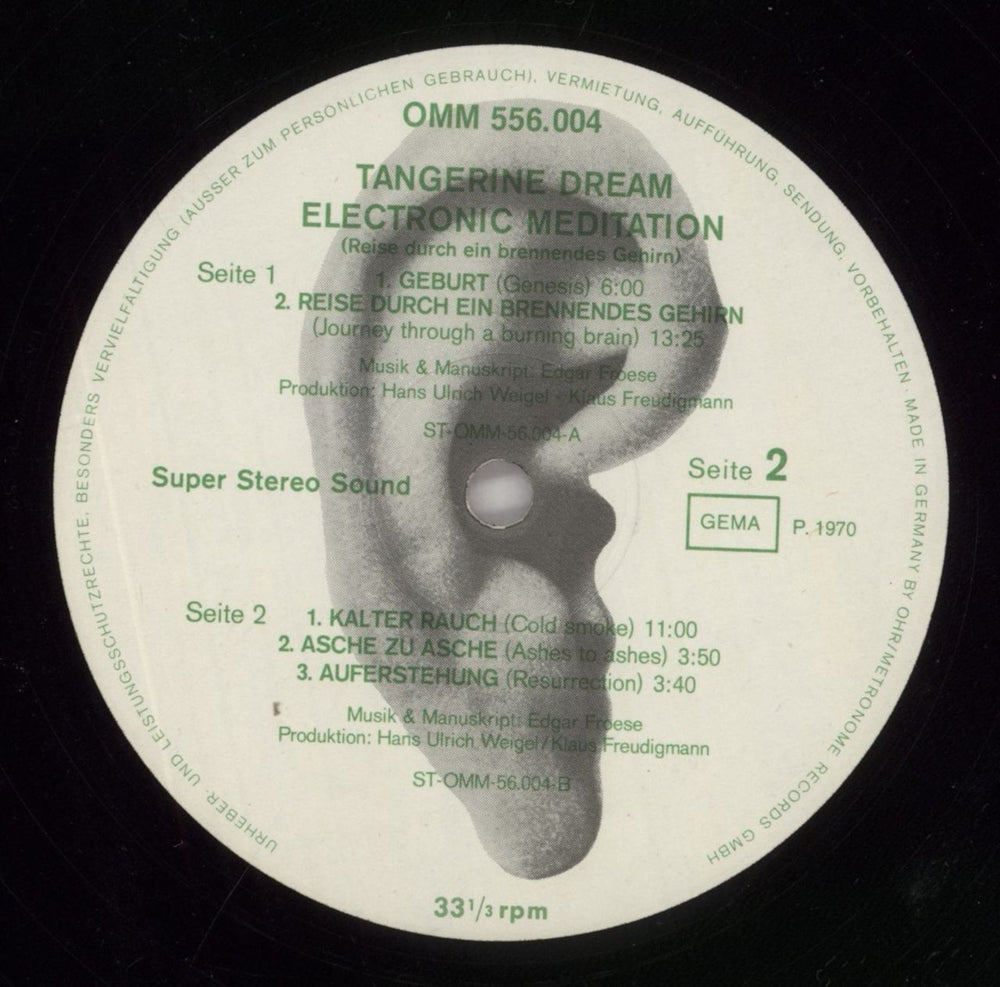 URHEBER. UND LEISTUNGSSCHUTZRECHTE, BESONDERS VERVIELFÄLTIGUNG (AUSSER ZUM PERSÖNLICHEN GEBRAUCH), VERMIETUNG, AUFFÜHRUNG, SENDUNG, VORBEHALTEN. MADE IN GERMANY BY OHR/METRONOME RECORDS GMBH
OMM 556.004
TANGERINE DREAM
ELECTRONIC MEDITATION
(Reise durch ein brennendes Gehirn)
Seite 1
1. GEBURT (Genesis) 6:00
2. REISE DURCH EIN BRENNENDES GEHIRN
(Journey through a burning brain) 13:25
Musik & Manuskript: Edgar Froese
Produktion: Hans Ulrich Weigel - Klaus Freudigmann
ST-OMM-56.004-A
Super Stereo Sound
Seite 2
GEMA
P. 1970
Seite 2
1. KALTER RAUCH (Cold smoke) 11:00
2. ASCHE ZU ASCHE (Ashes to ashes) 3:50
3. AUFERSTEHUNG (Resurrection) 3:40
Musik & Manuskript: Edgar Froese
Produktion: Hans Ulrich Weigel/Klaus Freudigmann
ST-OMM-56.004-B
33 1/3 rpm